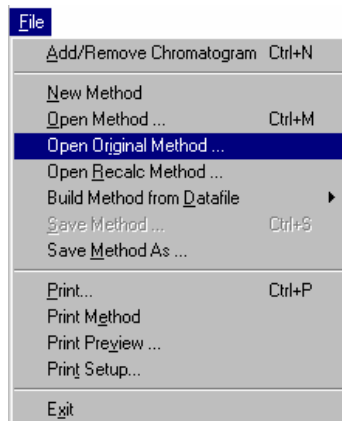 File
Add/Remove Chromatogram Ctrl+N
New Method
Open Method ... Ctrl+M
Open Original Method ...
Open Recalc Method ...
Build Method from Datafile
Save Method ... Ctrl+S
Save Method As ...
Print... Ctrl+P
Print Method
Print Preview ...
Print Setup...
Exit